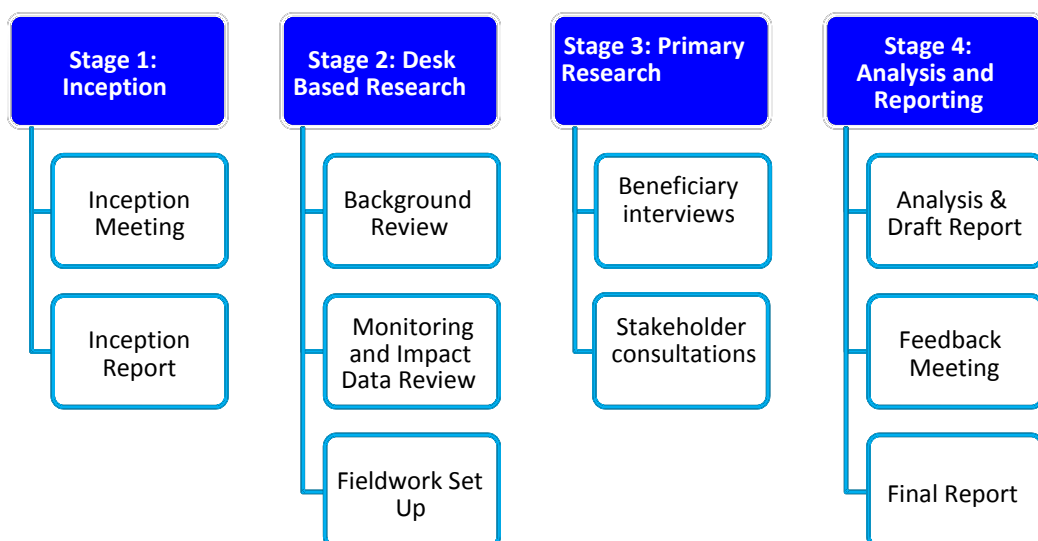 Stage 1:
Inception
Inception
Meeting
Inception
Report
Stage 2: Desk
Based Research
Background
Review
Monitoring
and Impact
Data Review
Fieldwork Set
Up
Stage 3: Primary
Research
Beneficiary
interviews
Stakeholder
consultations
Stage 4:
Analysis and
Reporting
Analysis &
Draft Report
Feedback
Meeting
Final Report